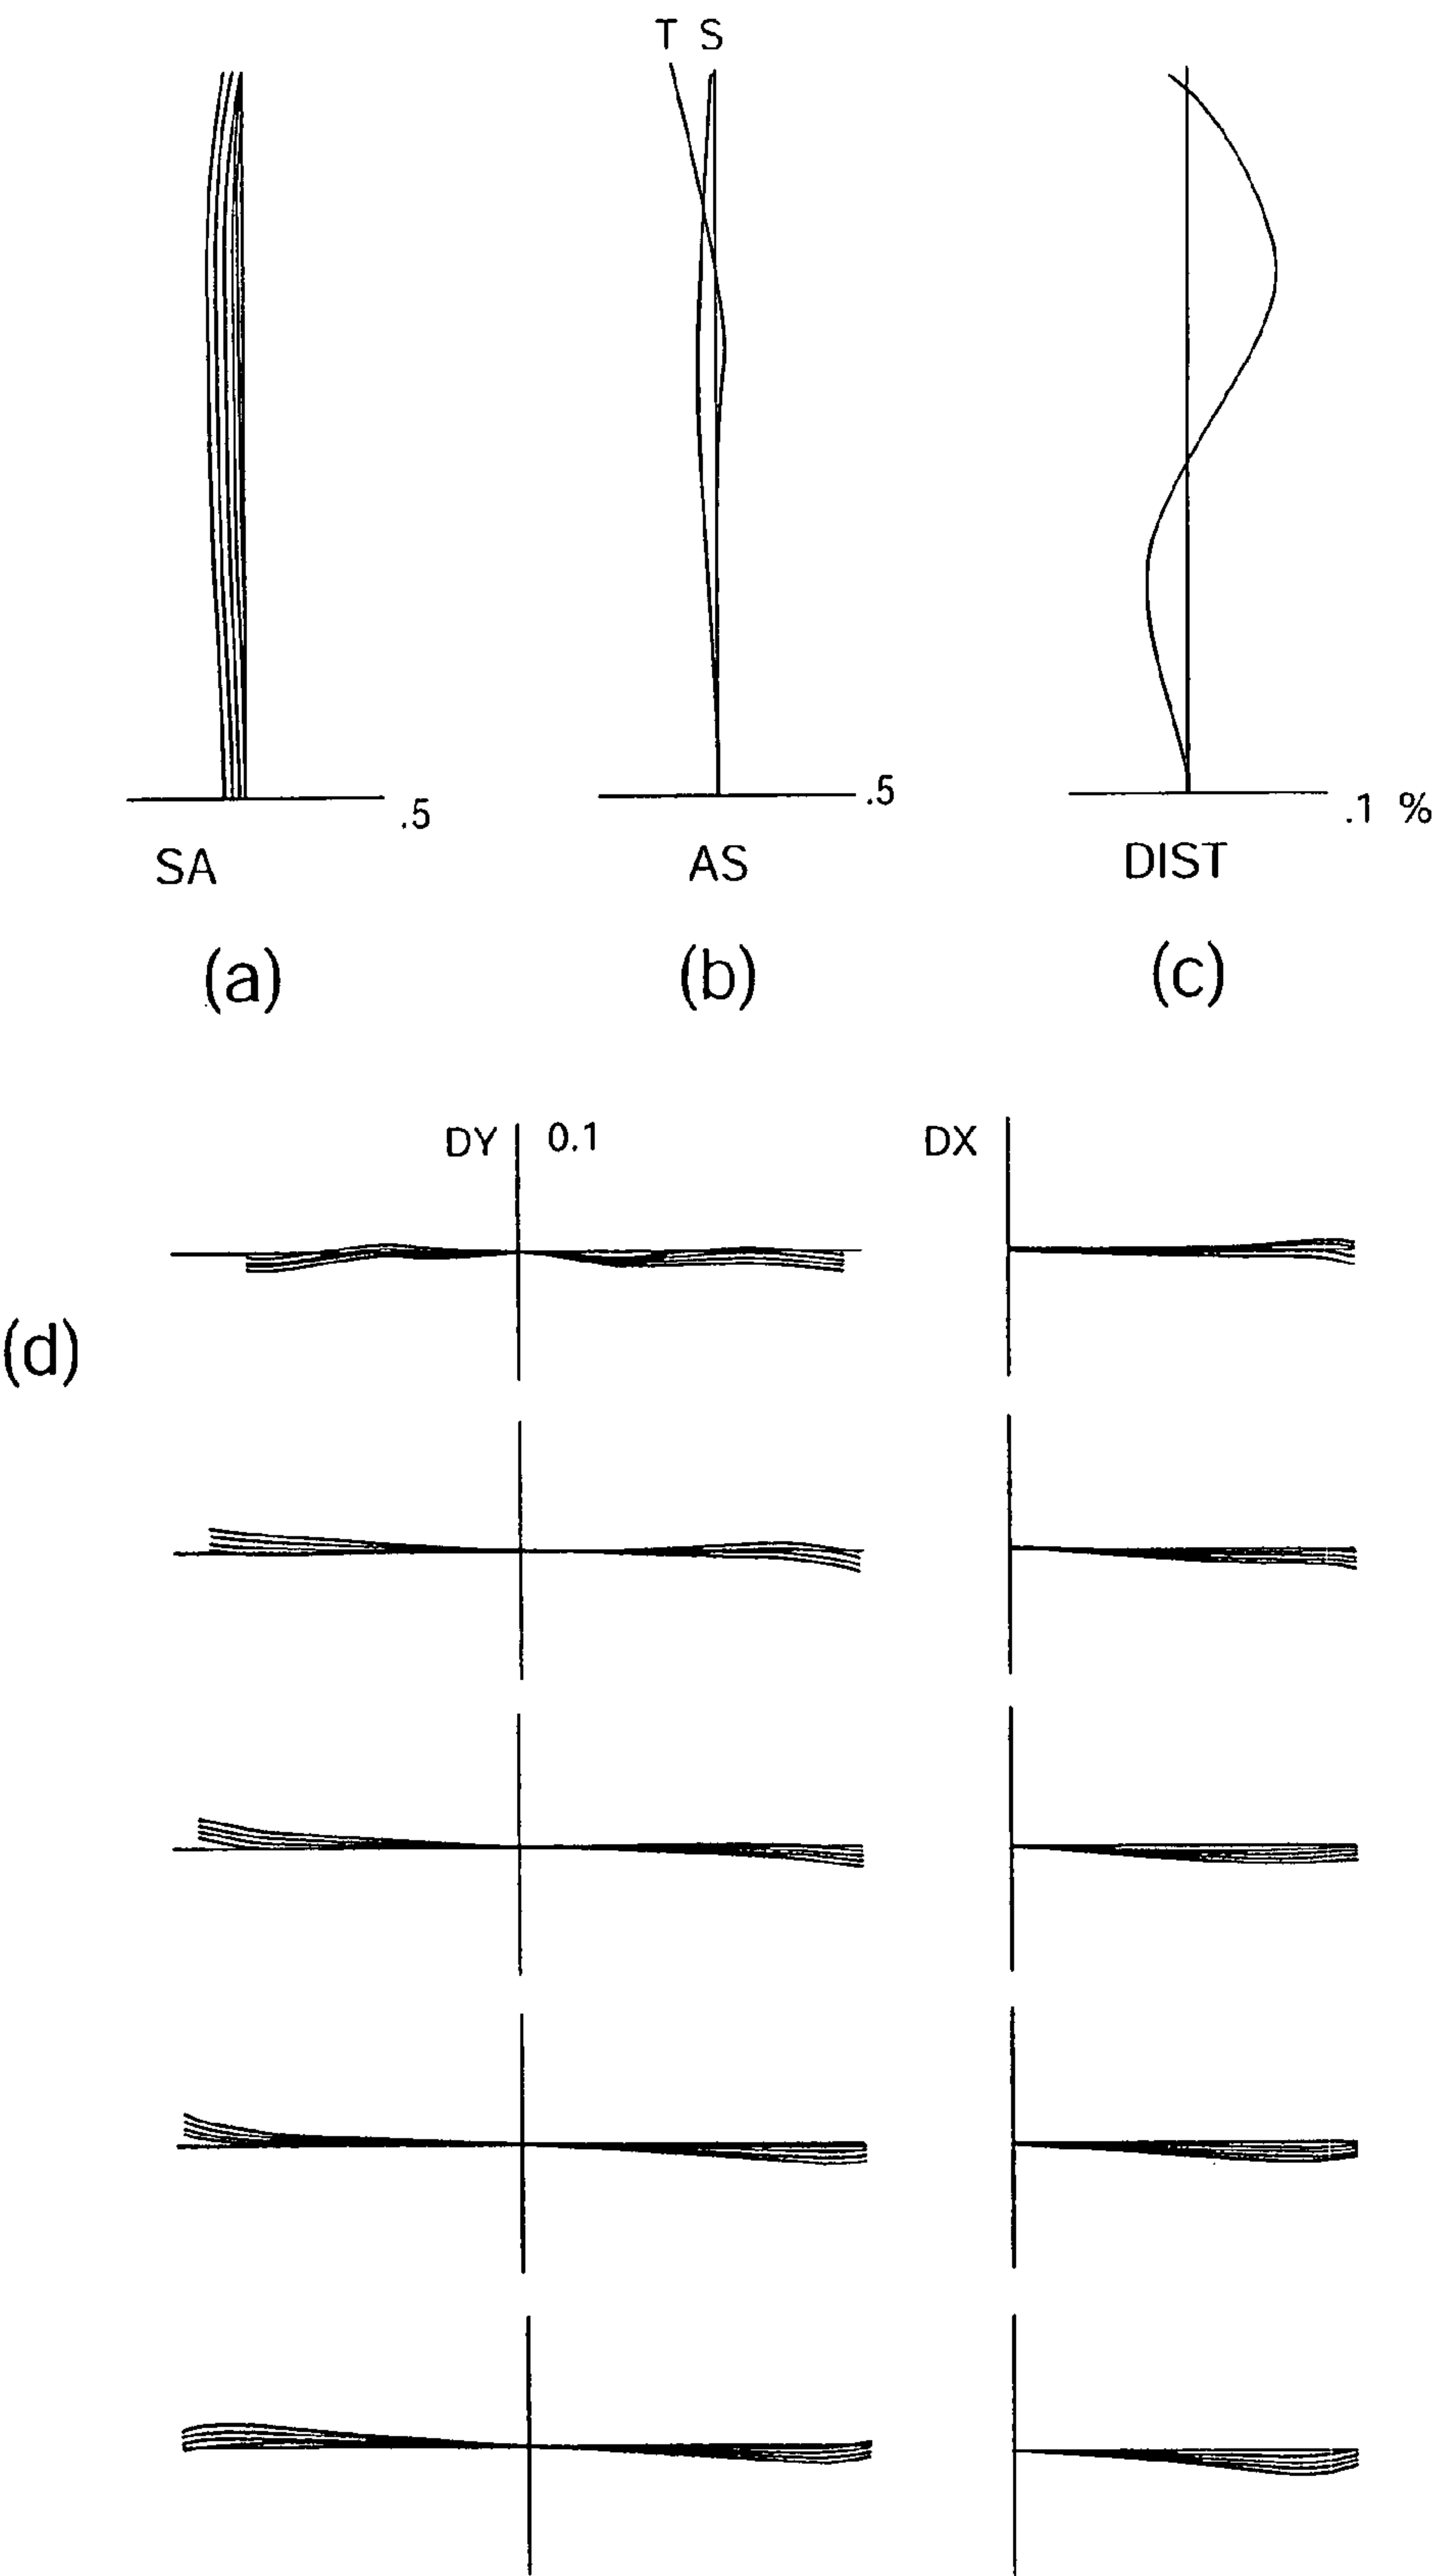 T S
.5
.5
.1 %
SA
AS
DIST
(a)
(b)
(c)
DY 0.1
DX
(d)